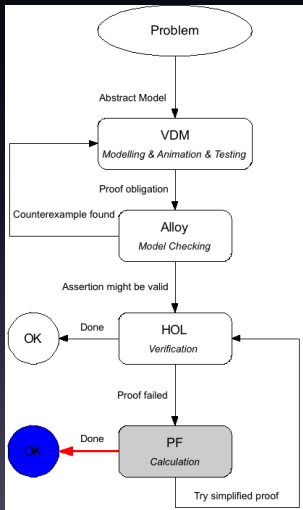 Problem
Abstract Model
VDM
Modelling & Animation & Testing
Proof obligation
Counterexample found
Alloy
Model Checking
Assertion might be valid
OK
Done
HOL
Verification
Proof failed
OK
Done
PF
Calculation
Try simplified proof